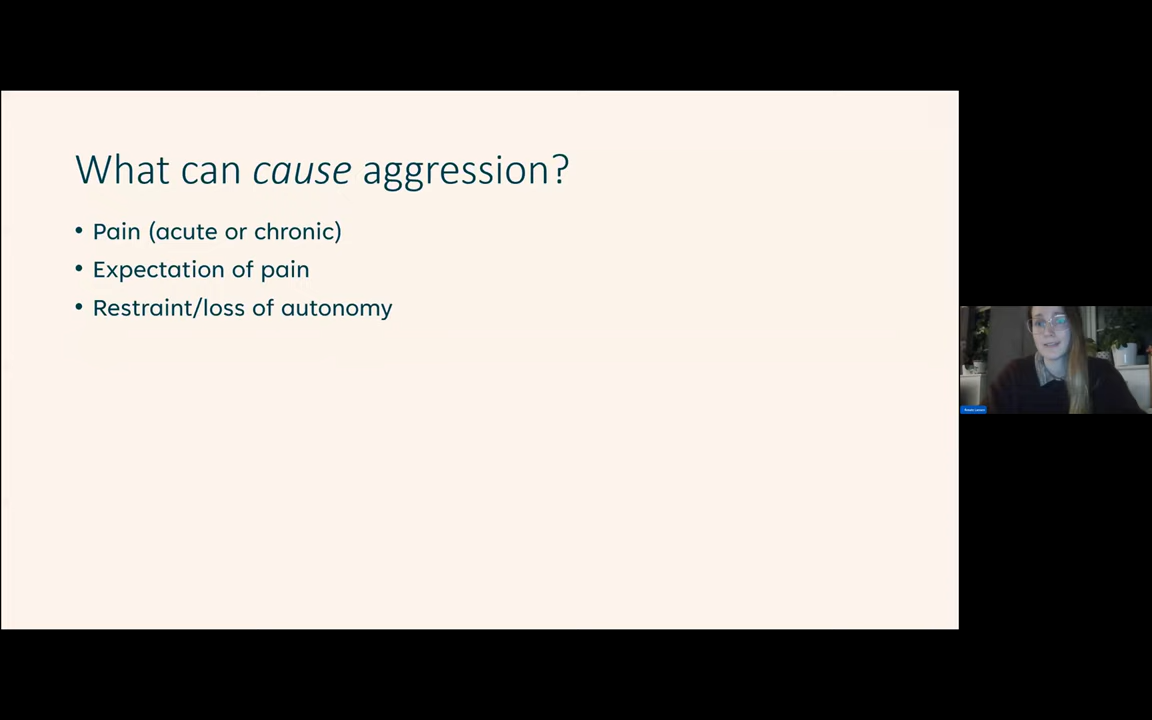 What can cause aggression?
• Pain (acute or chronic)
• Expectation of pain
• Restraint/loss of autonomy